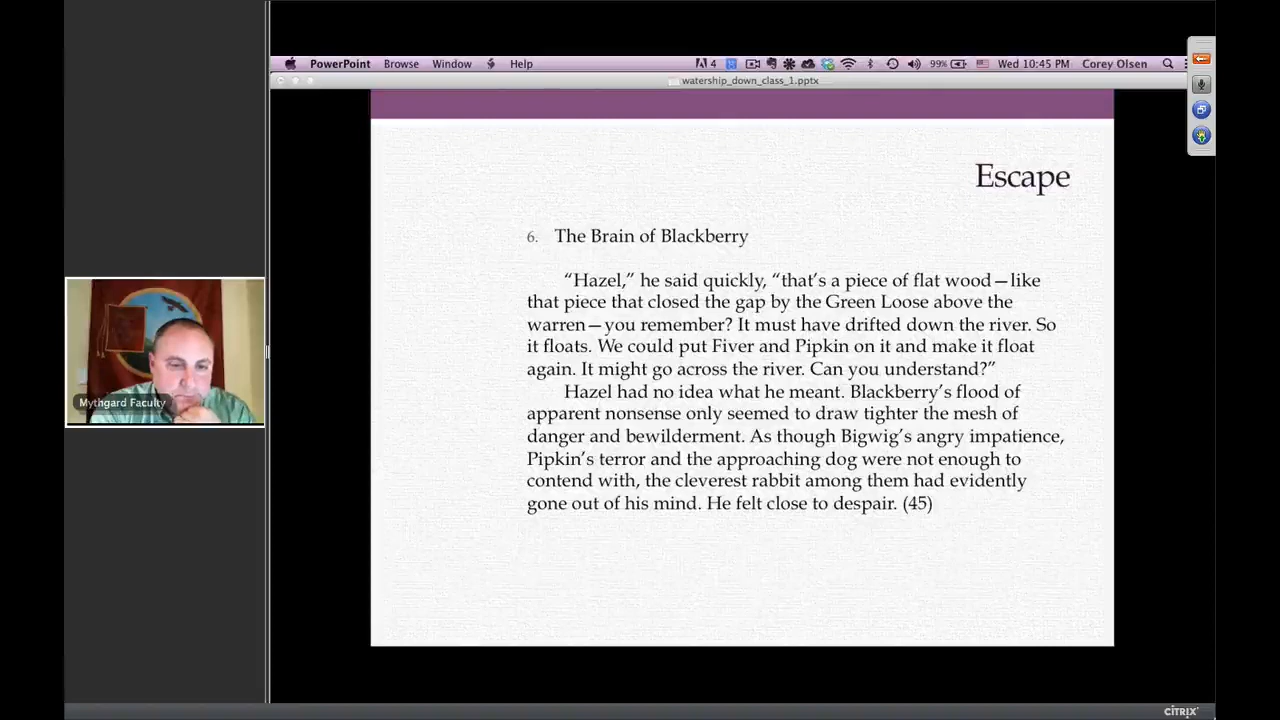 PowerPoint Browse Window Help 4 99% Wed 10:45 PM Corey Olsen
watership_down_class_1.pptx
Escape
6. The Brain of Blackberry
“Hazel,” he said quickly, “that’s a piece of flat wood—like
that piece that closed the gap by the Green Loose above the
warren—you remember? It must have drifted down the river. So
it floats. We could put Fiver and Pipkin on it and make it float
again. It might go across the river. Can you understand?”
Hazel had no idea what he meant. Blackberry’s flood of
apparent nonsense only seemed to draw tighter the mesh of
danger and bewilderment. As though Bigwig’s angry impatience,
Pipkin’s terror and the approaching dog were not enough to
contend with, the cleverest rabbit among them had evidently
gone out of his mind. He felt close to despair. (45)
Mythgard Faculty
CITRIX